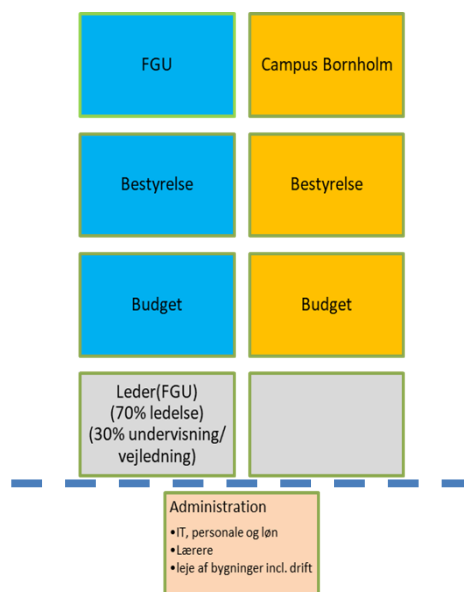 FGU
Campus Bornholm
Bestyrelse
Bestyrelse
Budget
Budget
Leder(FGU)
(70% ledelse)
(30% undervisning/
vejledning)
Administration
•IT, personale og løn
•Lærere
•leje af bygninger incl. drift